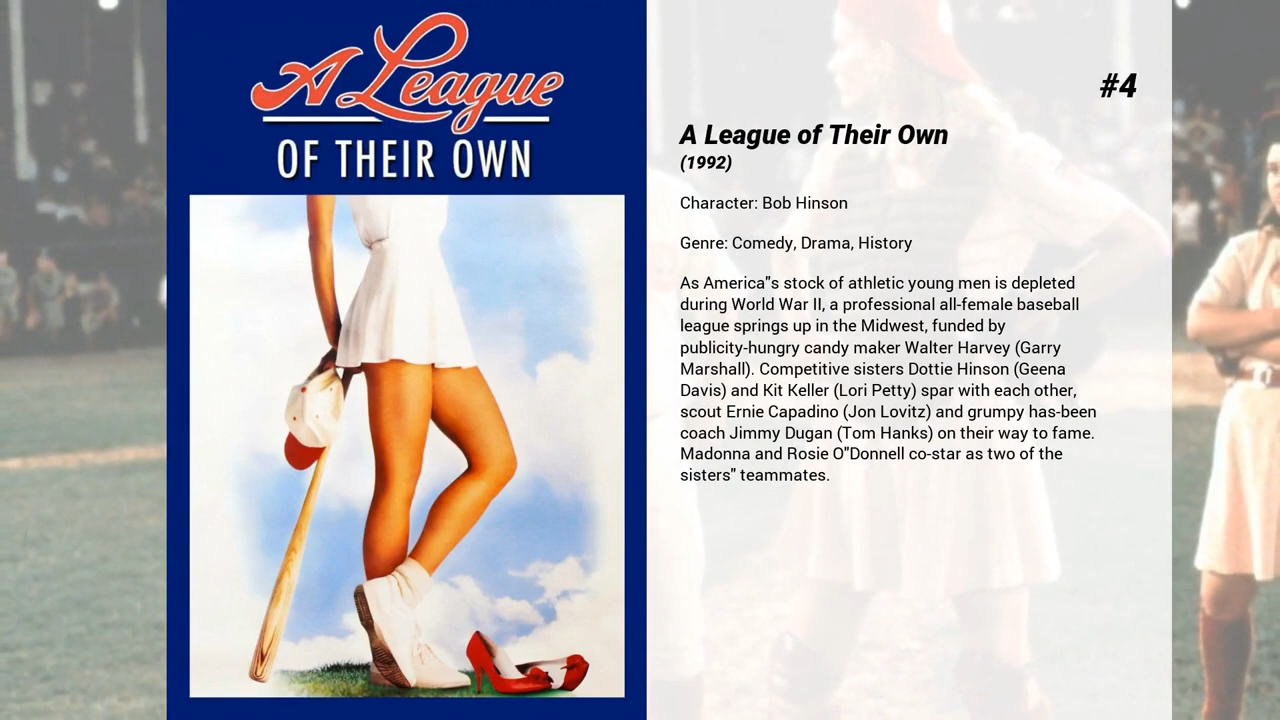 A League
OF THEIR OWN
#4
A League of Their Own
(1992)
Character: Bob Hinson
Genre: Comedy, Drama, History
As America"s stock of athletic young men is depleted
during World War II, a professional all-female baseball
league springs up in the Midwest, funded by
publicity-hungry candy maker Walter Harvey (Garry
Marshall). Competitive sisters Dottie Hinson (Geena
Davis) and Kit Keller (Lori Petty) spar with each other,
scout Ernie Capadino (Jon Lovitz) and grumpy has-been
coach Jimmy Dugan (Tom Hanks) on their way to fame.
Madonna and Rosie O"Donnell co-star as two of the
sisters" teammates.